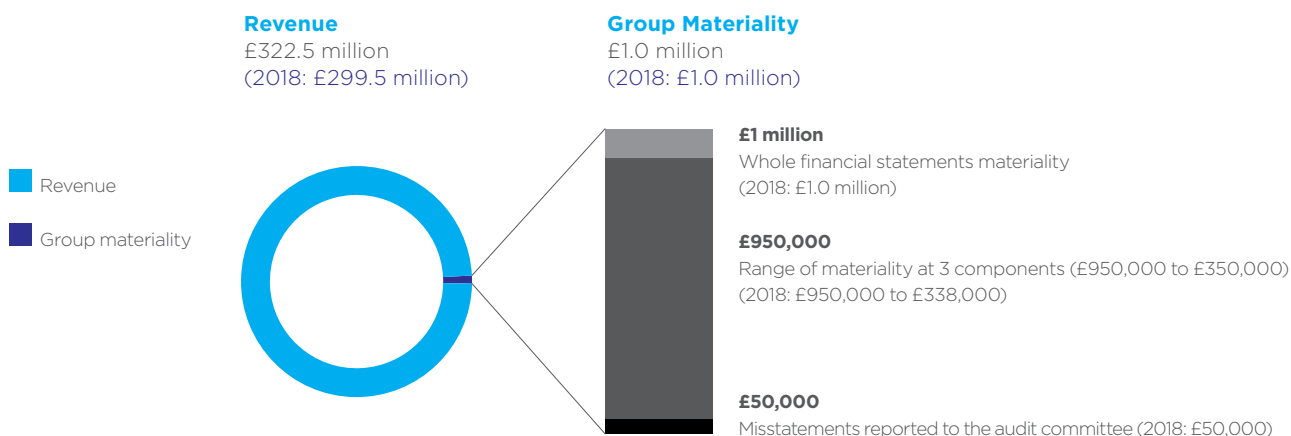 Revenue
£322.5 million
(2018: £299.5 million)
Group Materiality
£1.0 million
(2018: £1.0 million)
Revenue
Group materiality
£1 million
Whole financial statements materiality
(2018: £1.0 million)
£950,000
Range of materiality at 3 components (£950,000 to £350,000)
(2018: £950,000 to £338,000)
£50,000
Misstatements reported to the audit committee (2018: £50,000)